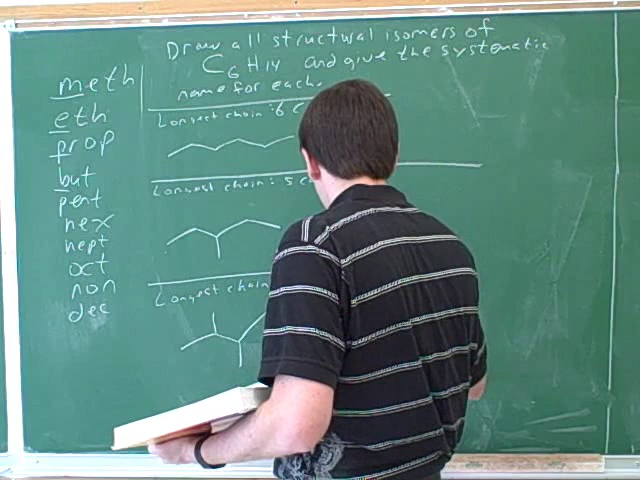 Draw all structural isomers of
C6H14 and give the systematic
name for each.
meth
eth
prop
but
pent
hex
hept
oct
non
dec
Longest chain: 6 C
Longest chain: 5 C
Longest chain